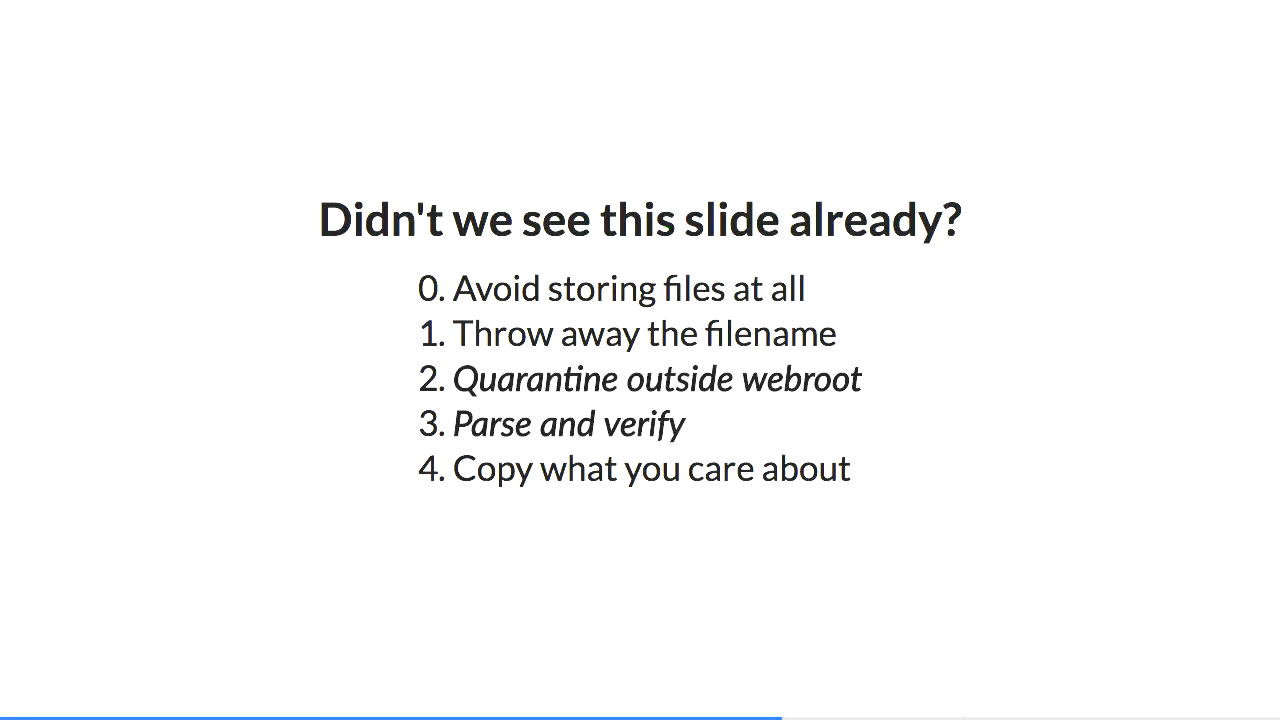 Didn't we see this slide already?
0. Avoid storing files at all
1. Throw away the filename
2. Quarantine outside webroot
3. Parse and verify
4. Copy what you care about